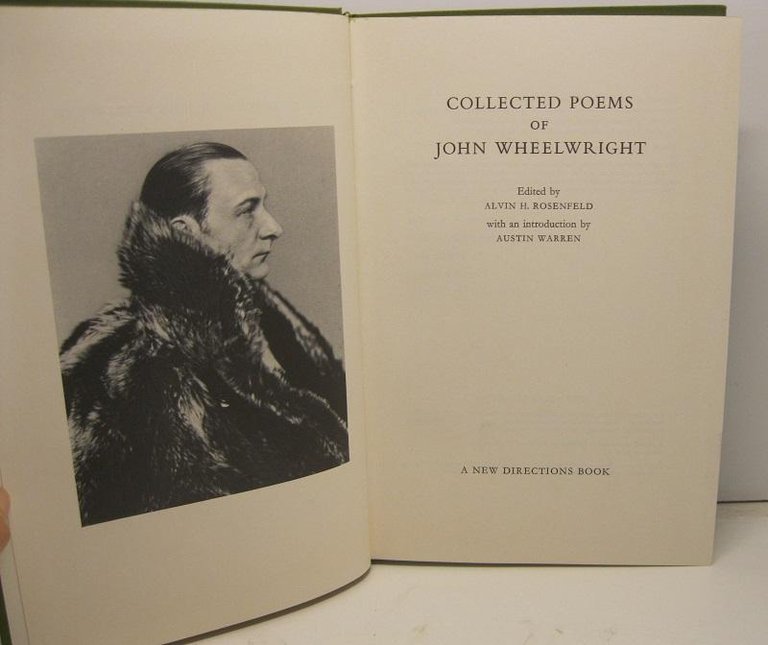 COLLECTED POEMS
OF
JOHN WHEELWRIGHT
Edited by
ALVIN H. ROSENFELD
with an introduction by
AUSTIN WARREN
A NEW DIRECTIONS BOOK